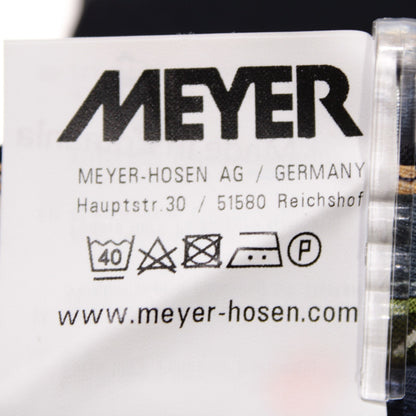 MEYER
MEYER-HOSEN AG / GERMANY
Hauptstr.30 / 51580 Reichshof
40 P
www.meyer-hosen.com